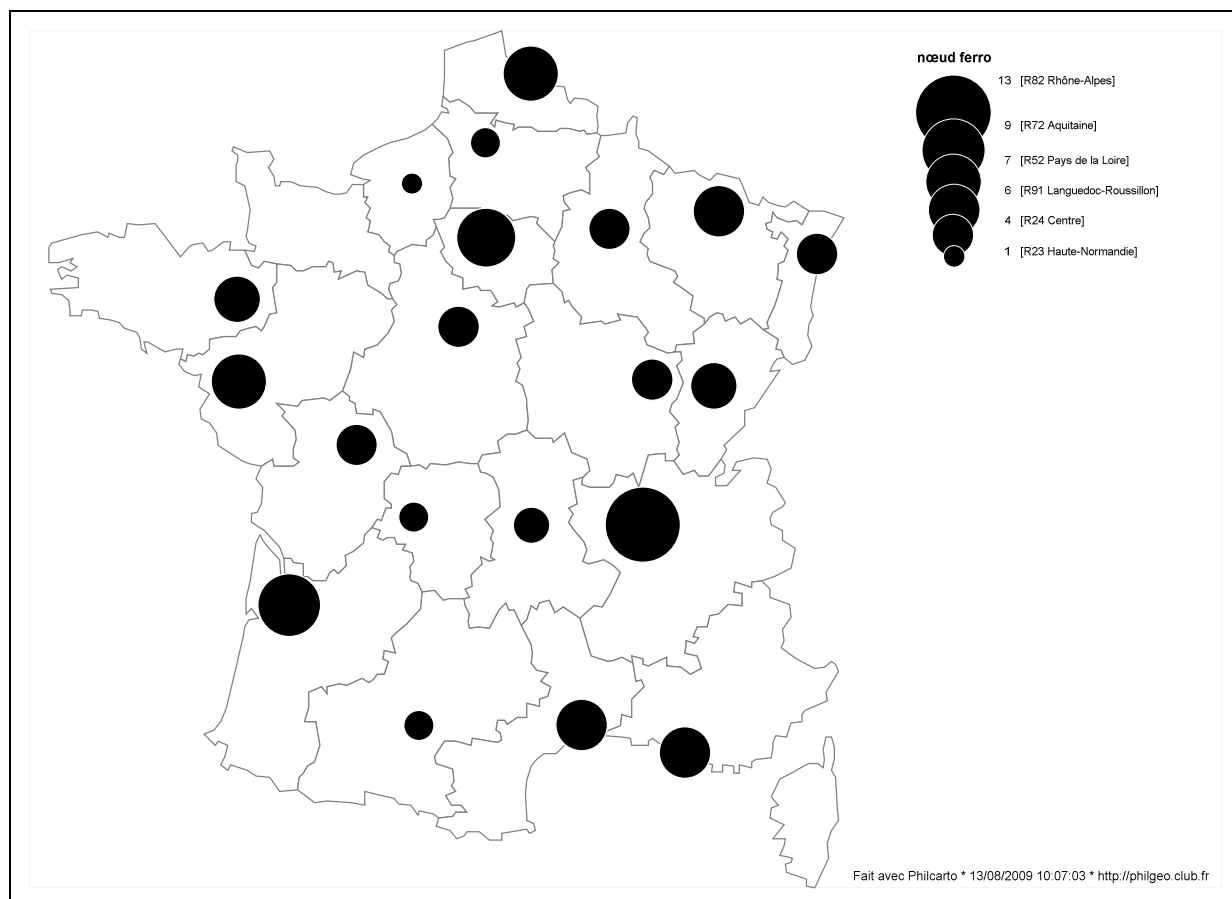 nœud ferro
13 [R82 Rhône-Alpes]
9 [R72 Aquitaine]
7 [R52 Pays de la Loire]
6 [R91 Languedoc-Roussillon]
4 [R24 Centre]
1 [R23 Haute-Normandie]
Fait avec Philcarto * 13/08/2009 10:07:03 * http://philgeo.club.fr